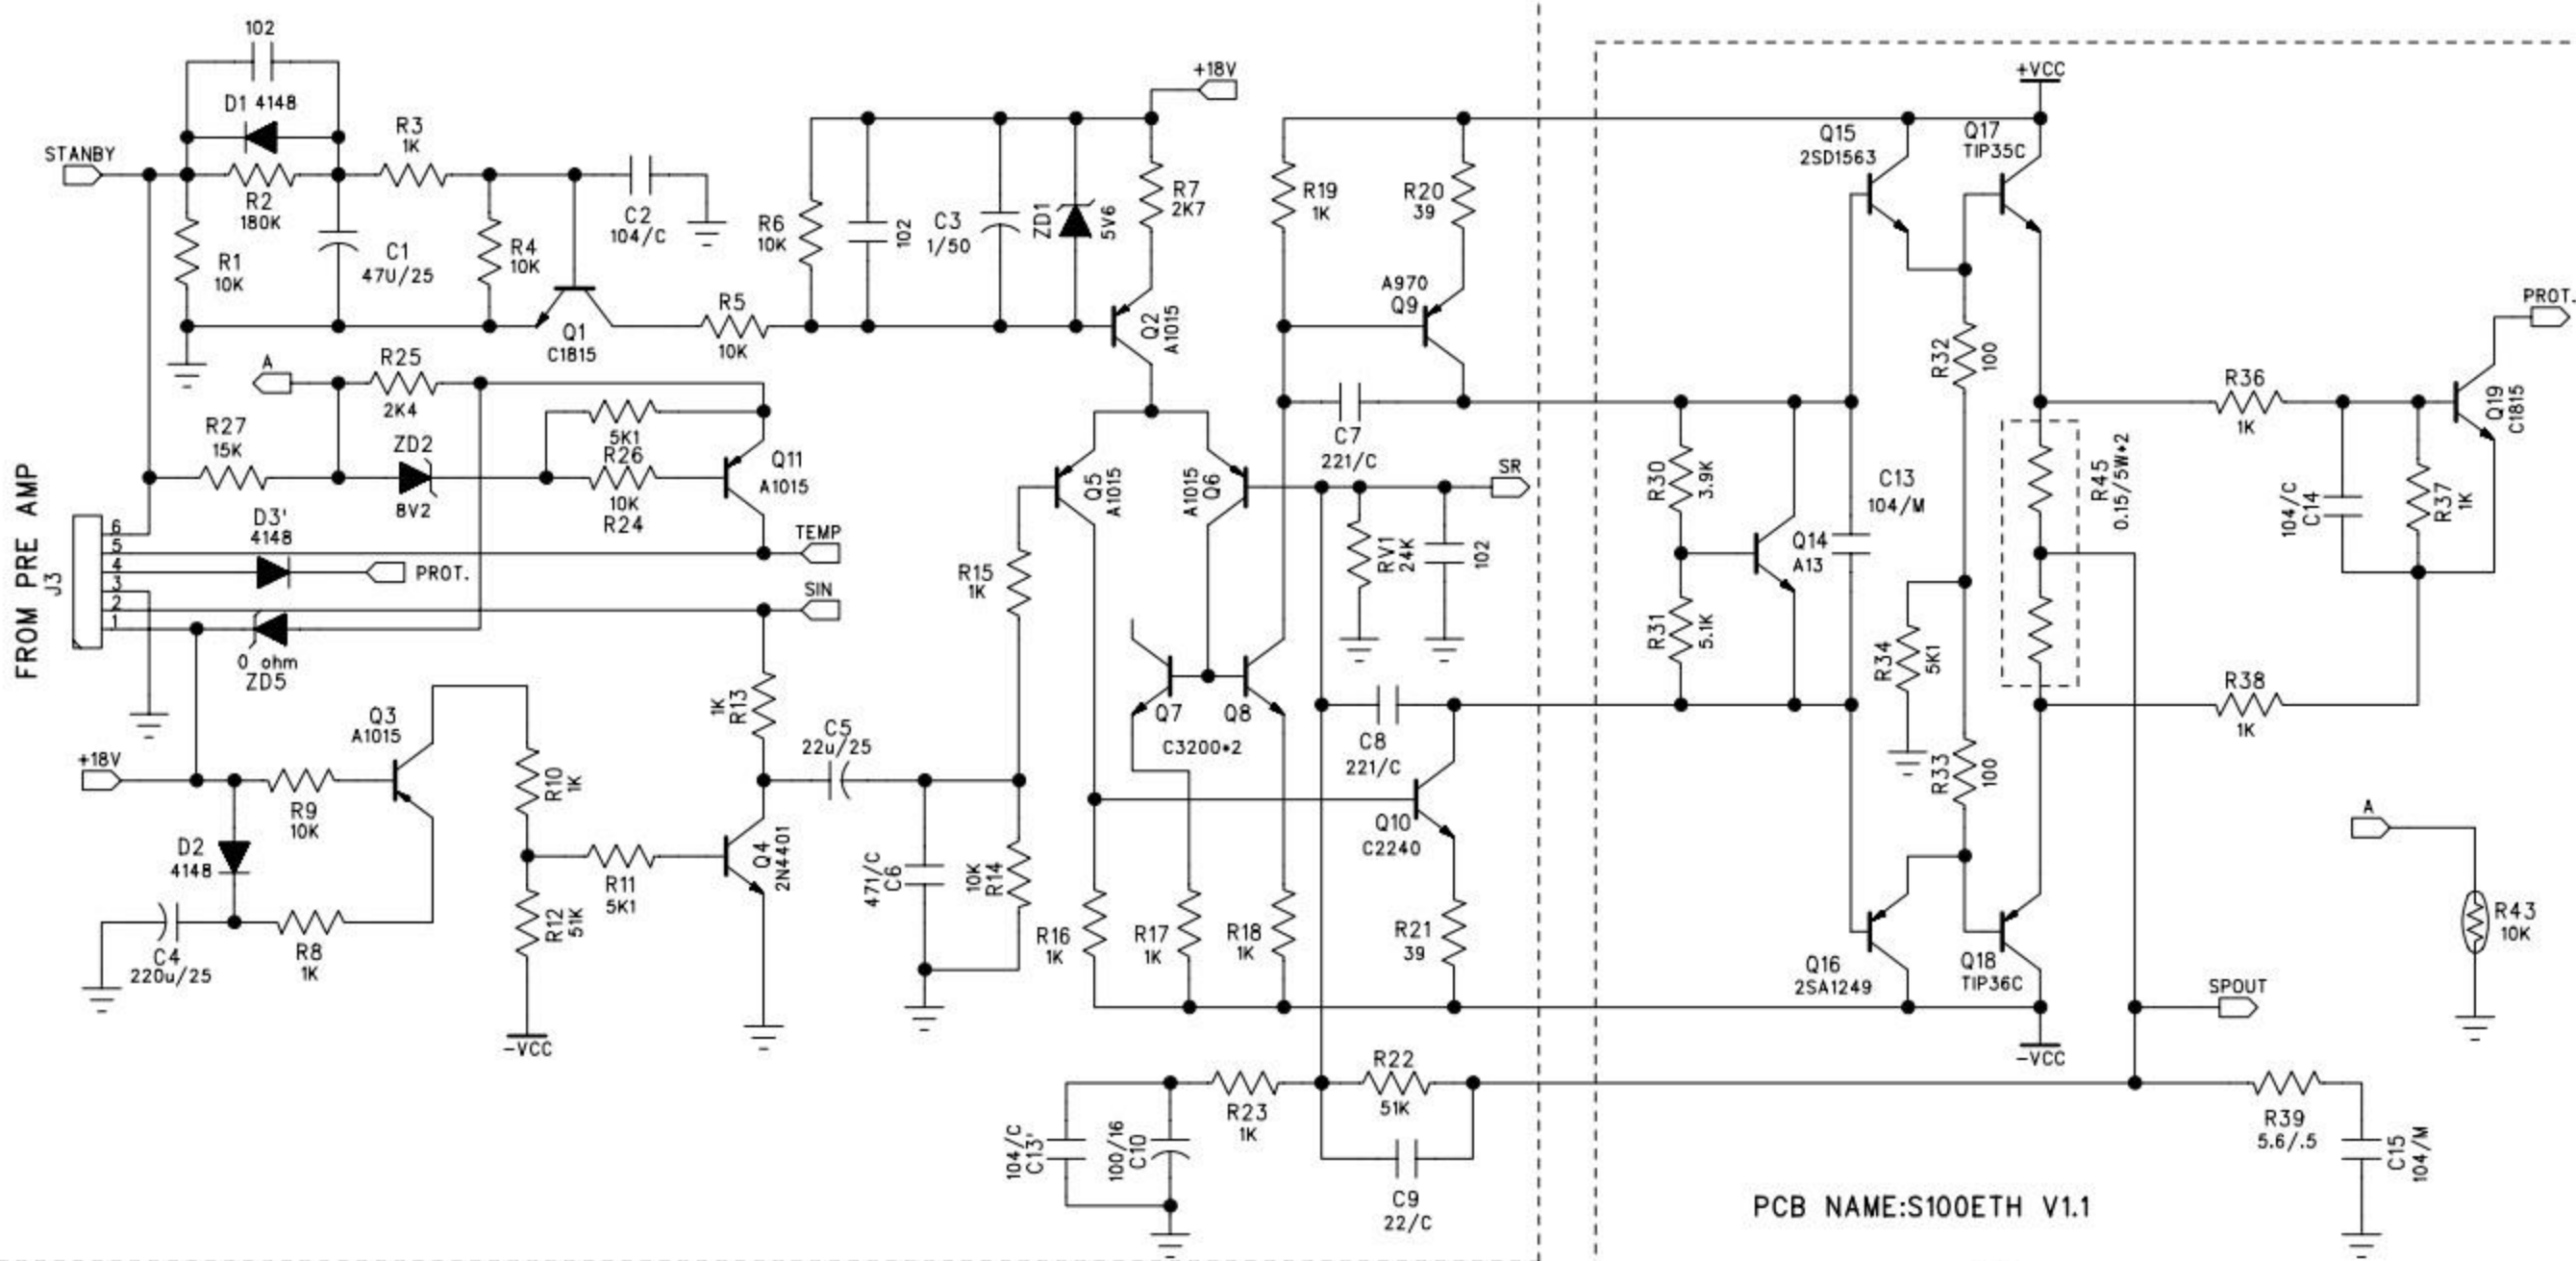 102
D1 4148
STANBY
R2
180K
R3
1K
R1
10K
C1
47U/25
R4
10K
C2
104/C
Q1
C1815
R5
10K
R6
10K
102
C3
1/50
ZD1
5V6
+18V
R7
2K7
Q2
A1015
R19
1K
R20
39
A970
Q9
C7
221/C
A
R25
2K4
R27
15K
ZD2
8V2
5K1
R26
10K
R24
Q11
A1015
TEMP
FROM PRE AMP
J3
6
5
4
3
2
1
D3'
4148
PROT.
SIN
0 ohm
ZD5
+18V
Q3
A1015
R9
10K
D2
4148
C4
220u/25
R8
1K
R10
1K
R12
51K
-VCC
R11
5K1
1K
R13
Q4
2N4401
C5
22u/25
471/C
C6
10K
R14
R15
1K
Q5
A1015
A1015
Q6
SR
RV1
24K
102
Q7
Q8
C3200*2
C8
221/C
Q10
C2240
R16
1K
R17
1K
R18
1K
R21
39
104/C
C13'
100/16
C10
R23
1K
R22
51K
C9
22/C
+VCC
Q15
2SD1563
Q17
TIP35C
R30
3.9K
R31
5.1K
Q14
A13
C13
104/M
R32
100
R34
5K1
R33
100
R45
0.15/5W*2
Q16
2SA1249
Q18
TIP36C
-VCC
R36
1K
R38
1K
104/C
C14
R37
1K
Q19
C1815
PROT.
A
R43
10K
SPOUT
R39
5.6/.5
C15
104/M
PCB NAME:S100ETH V1.1